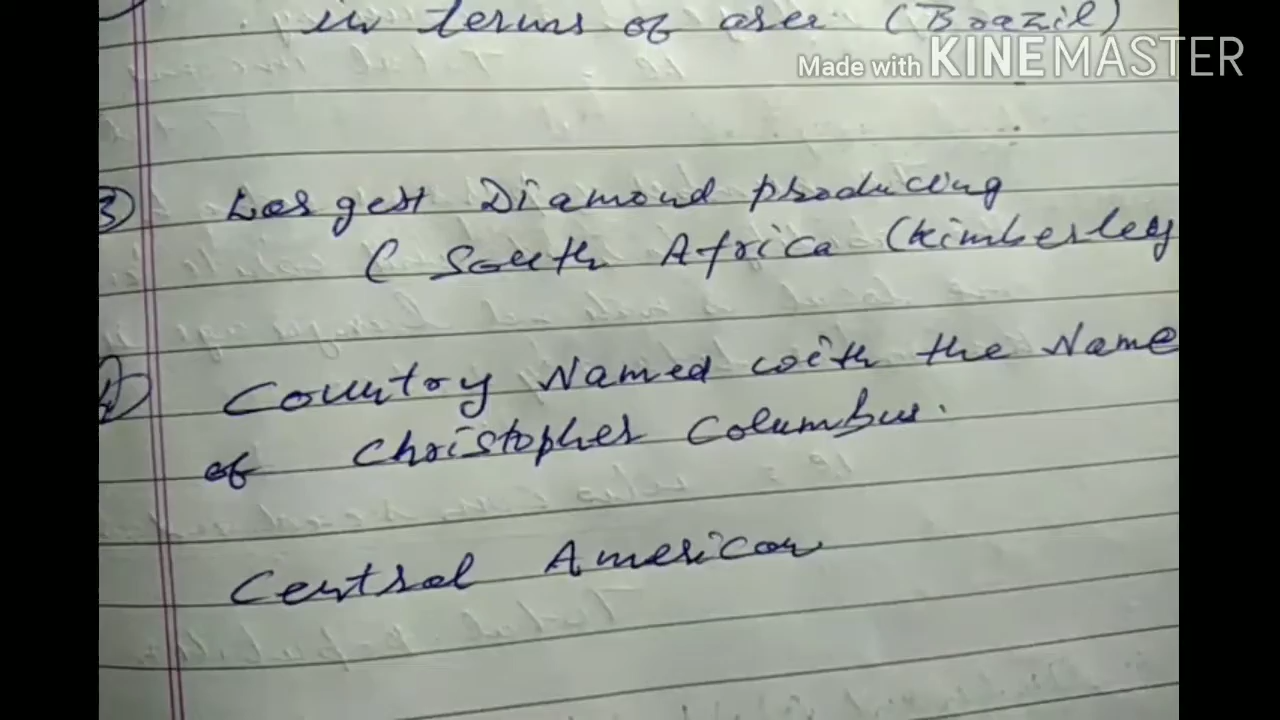 in terms of area (Brazil)
Made with KINEMASTER
3) Largest Diamond producing
( South Africa (Kimberley
4) Country Named with the Name
of Christopher Columbus.
Central American